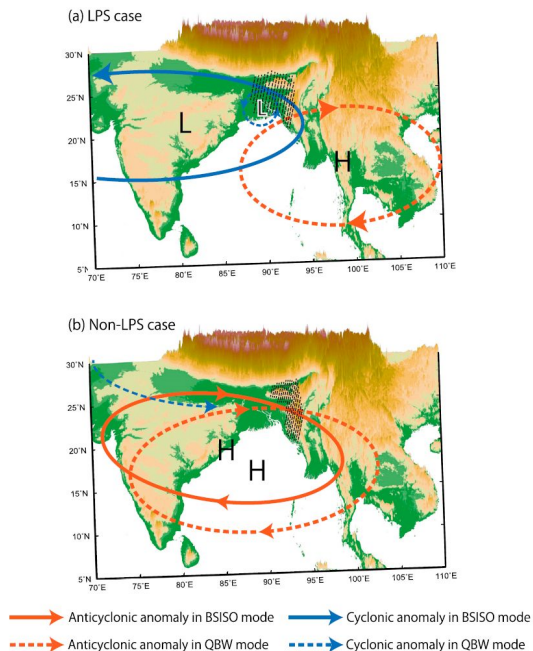 (a) LPS case
30˚N
25˚N
20˚N
15˚N
10˚N
5˚N
70˚E
75˚E
80˚E
85˚E
90˚E
95˚E
100˚E
105˚E
110˚E
L
L
H
(b) Non-LPS case
30˚N
25˚N
20˚N
15˚N
10˚N
5˚N
70˚E
75˚E
80˚E
85˚E
90˚E
95˚E
100˚E
105˚E
110˚E
H
H
Anticyclonic anomaly in BSISO mode
Cyclonic anomaly in BSISO mode
Anticyclonic anomaly in QBW mode
Cyclonic anomaly in QBW mode